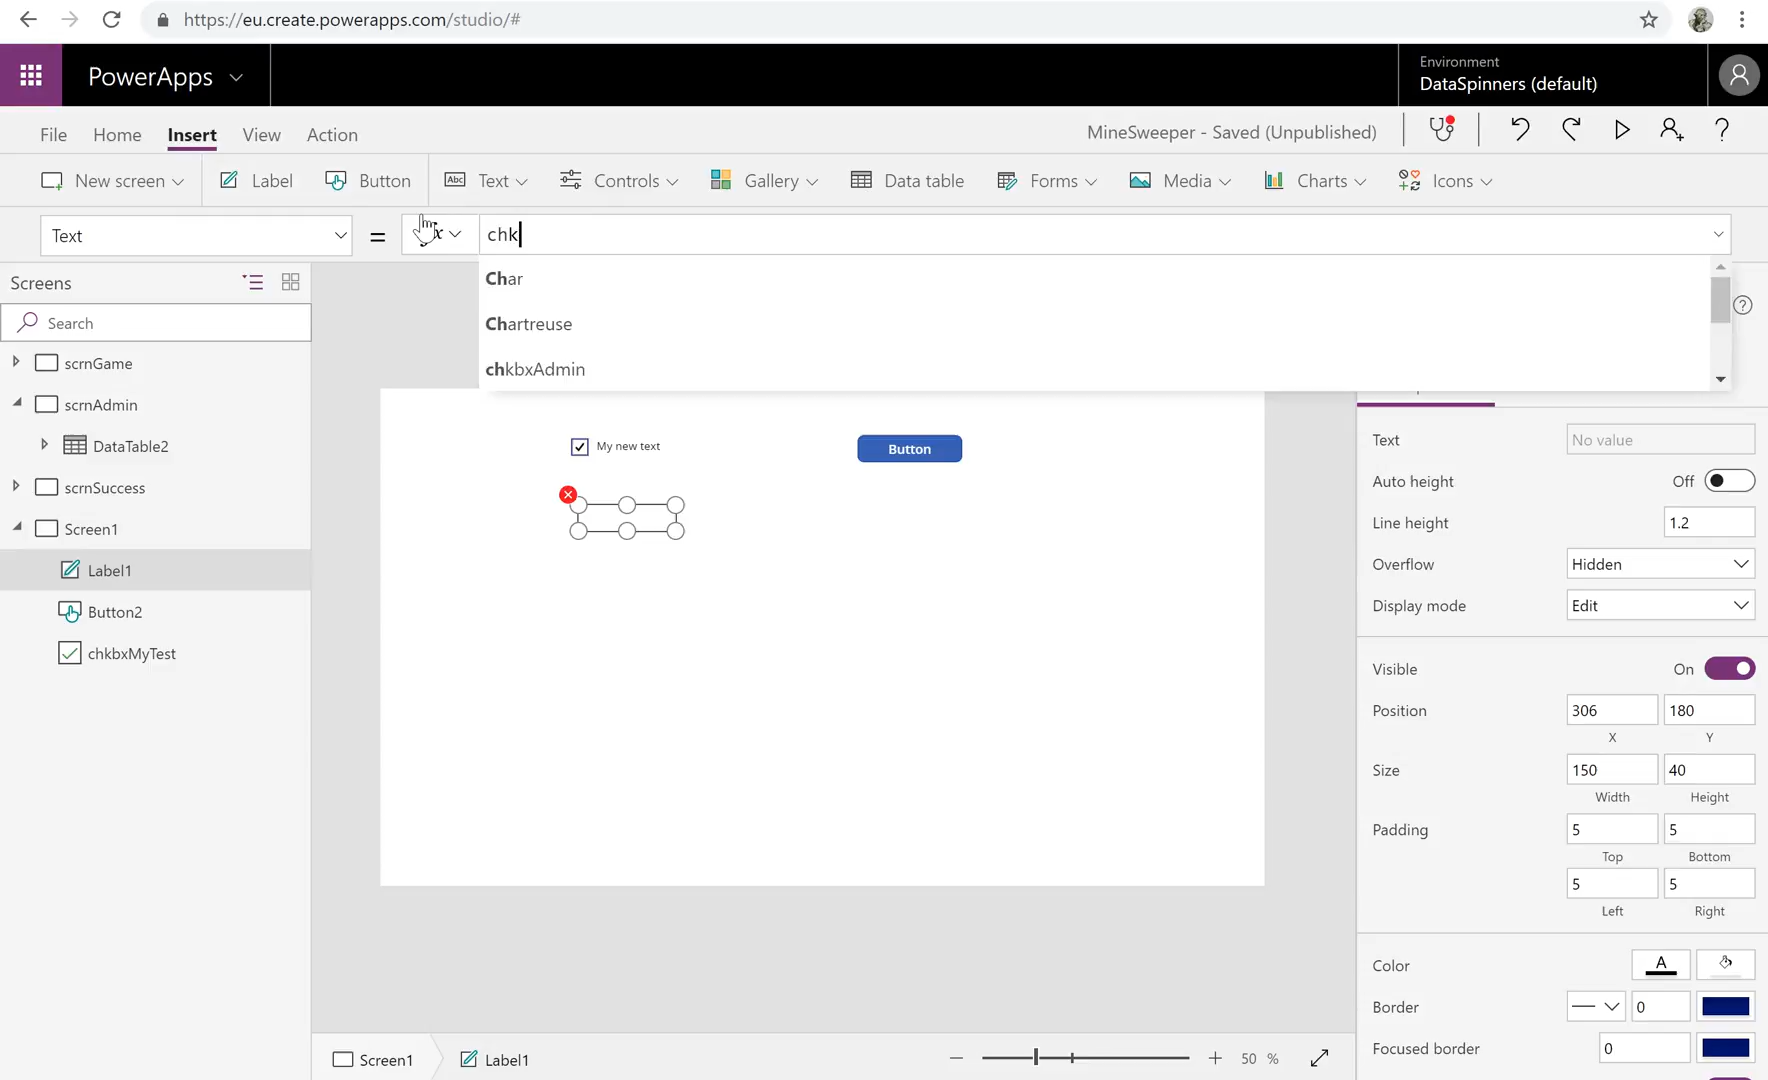 https://eu.create.powerapps.com/studio/#
PowerApps
Environment
DataSpinners (default)
File Home Insert View Action
MineSweeper - Saved (Unpublished)
New screen Label Button Abc Text Controls Gallery Data table Forms Media Charts Icons
Text = chk
Char
Chartreuse
chkbxAdmin
Screens
Search
scrnGame
scrnAdmin
DataTable2
scrnSuccess
Screen1
Label1
Button2
chkbxMyTest
My new text
Button
Text No value
Auto height Off
Line height 1.2
Overflow Hidden
Display mode Edit
Visible On
Position 306 180
X Y
Size 150 40
Width Height
Padding 5 5
Top Bottom
5 5
Left Right
Color A
Border 0
Focused border 0
Screen1 Label1
50 %